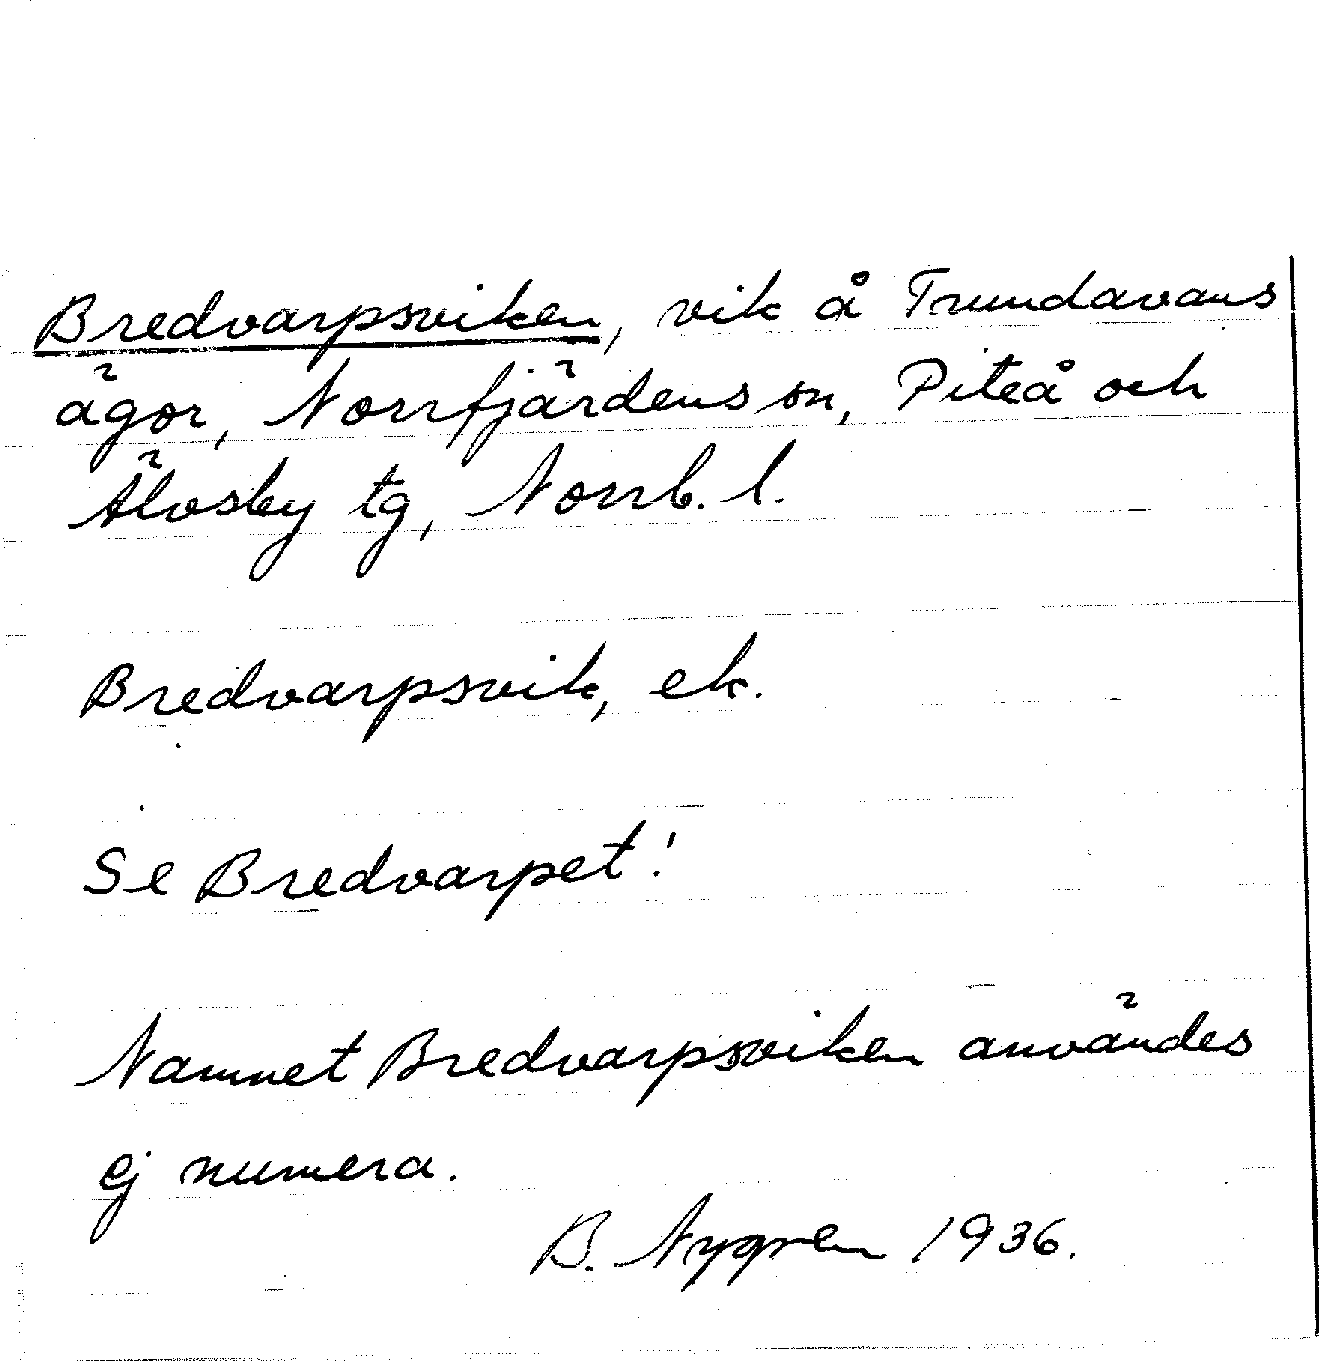 Bredvarpsviken, vik å Trundavans
ägor, Norrfjärdens sn, Piteå och
Älvsby tg, Norrb. l.
Bredvarpsvik, ek.
Se Bredvarpet!
Namnet Bredvarpsviken användes
ej numera.
B. Nygren 1936.